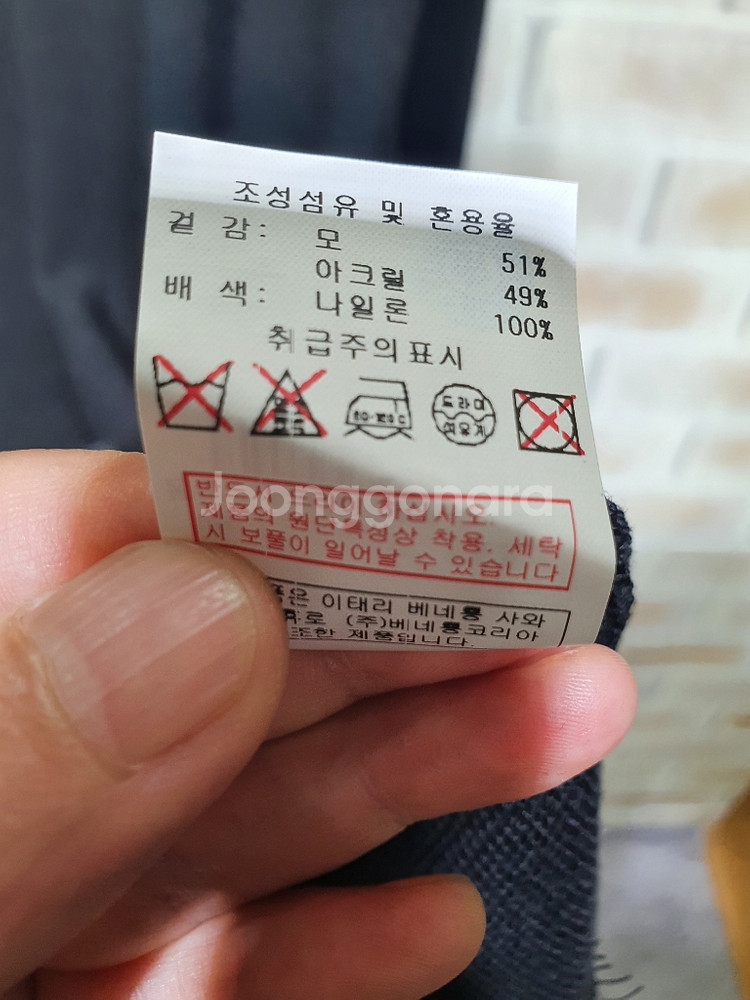 조성섬유 및 혼용율
겉 감: 모 51%
아크릴 49%
배 색: 나일론 100%
취급주의표시
드라이
석유계
Joonggonara
시 보풀이 일어날 수 있습니다
이태리 베네통 사와
(주)베네통코리아
제품입니다.